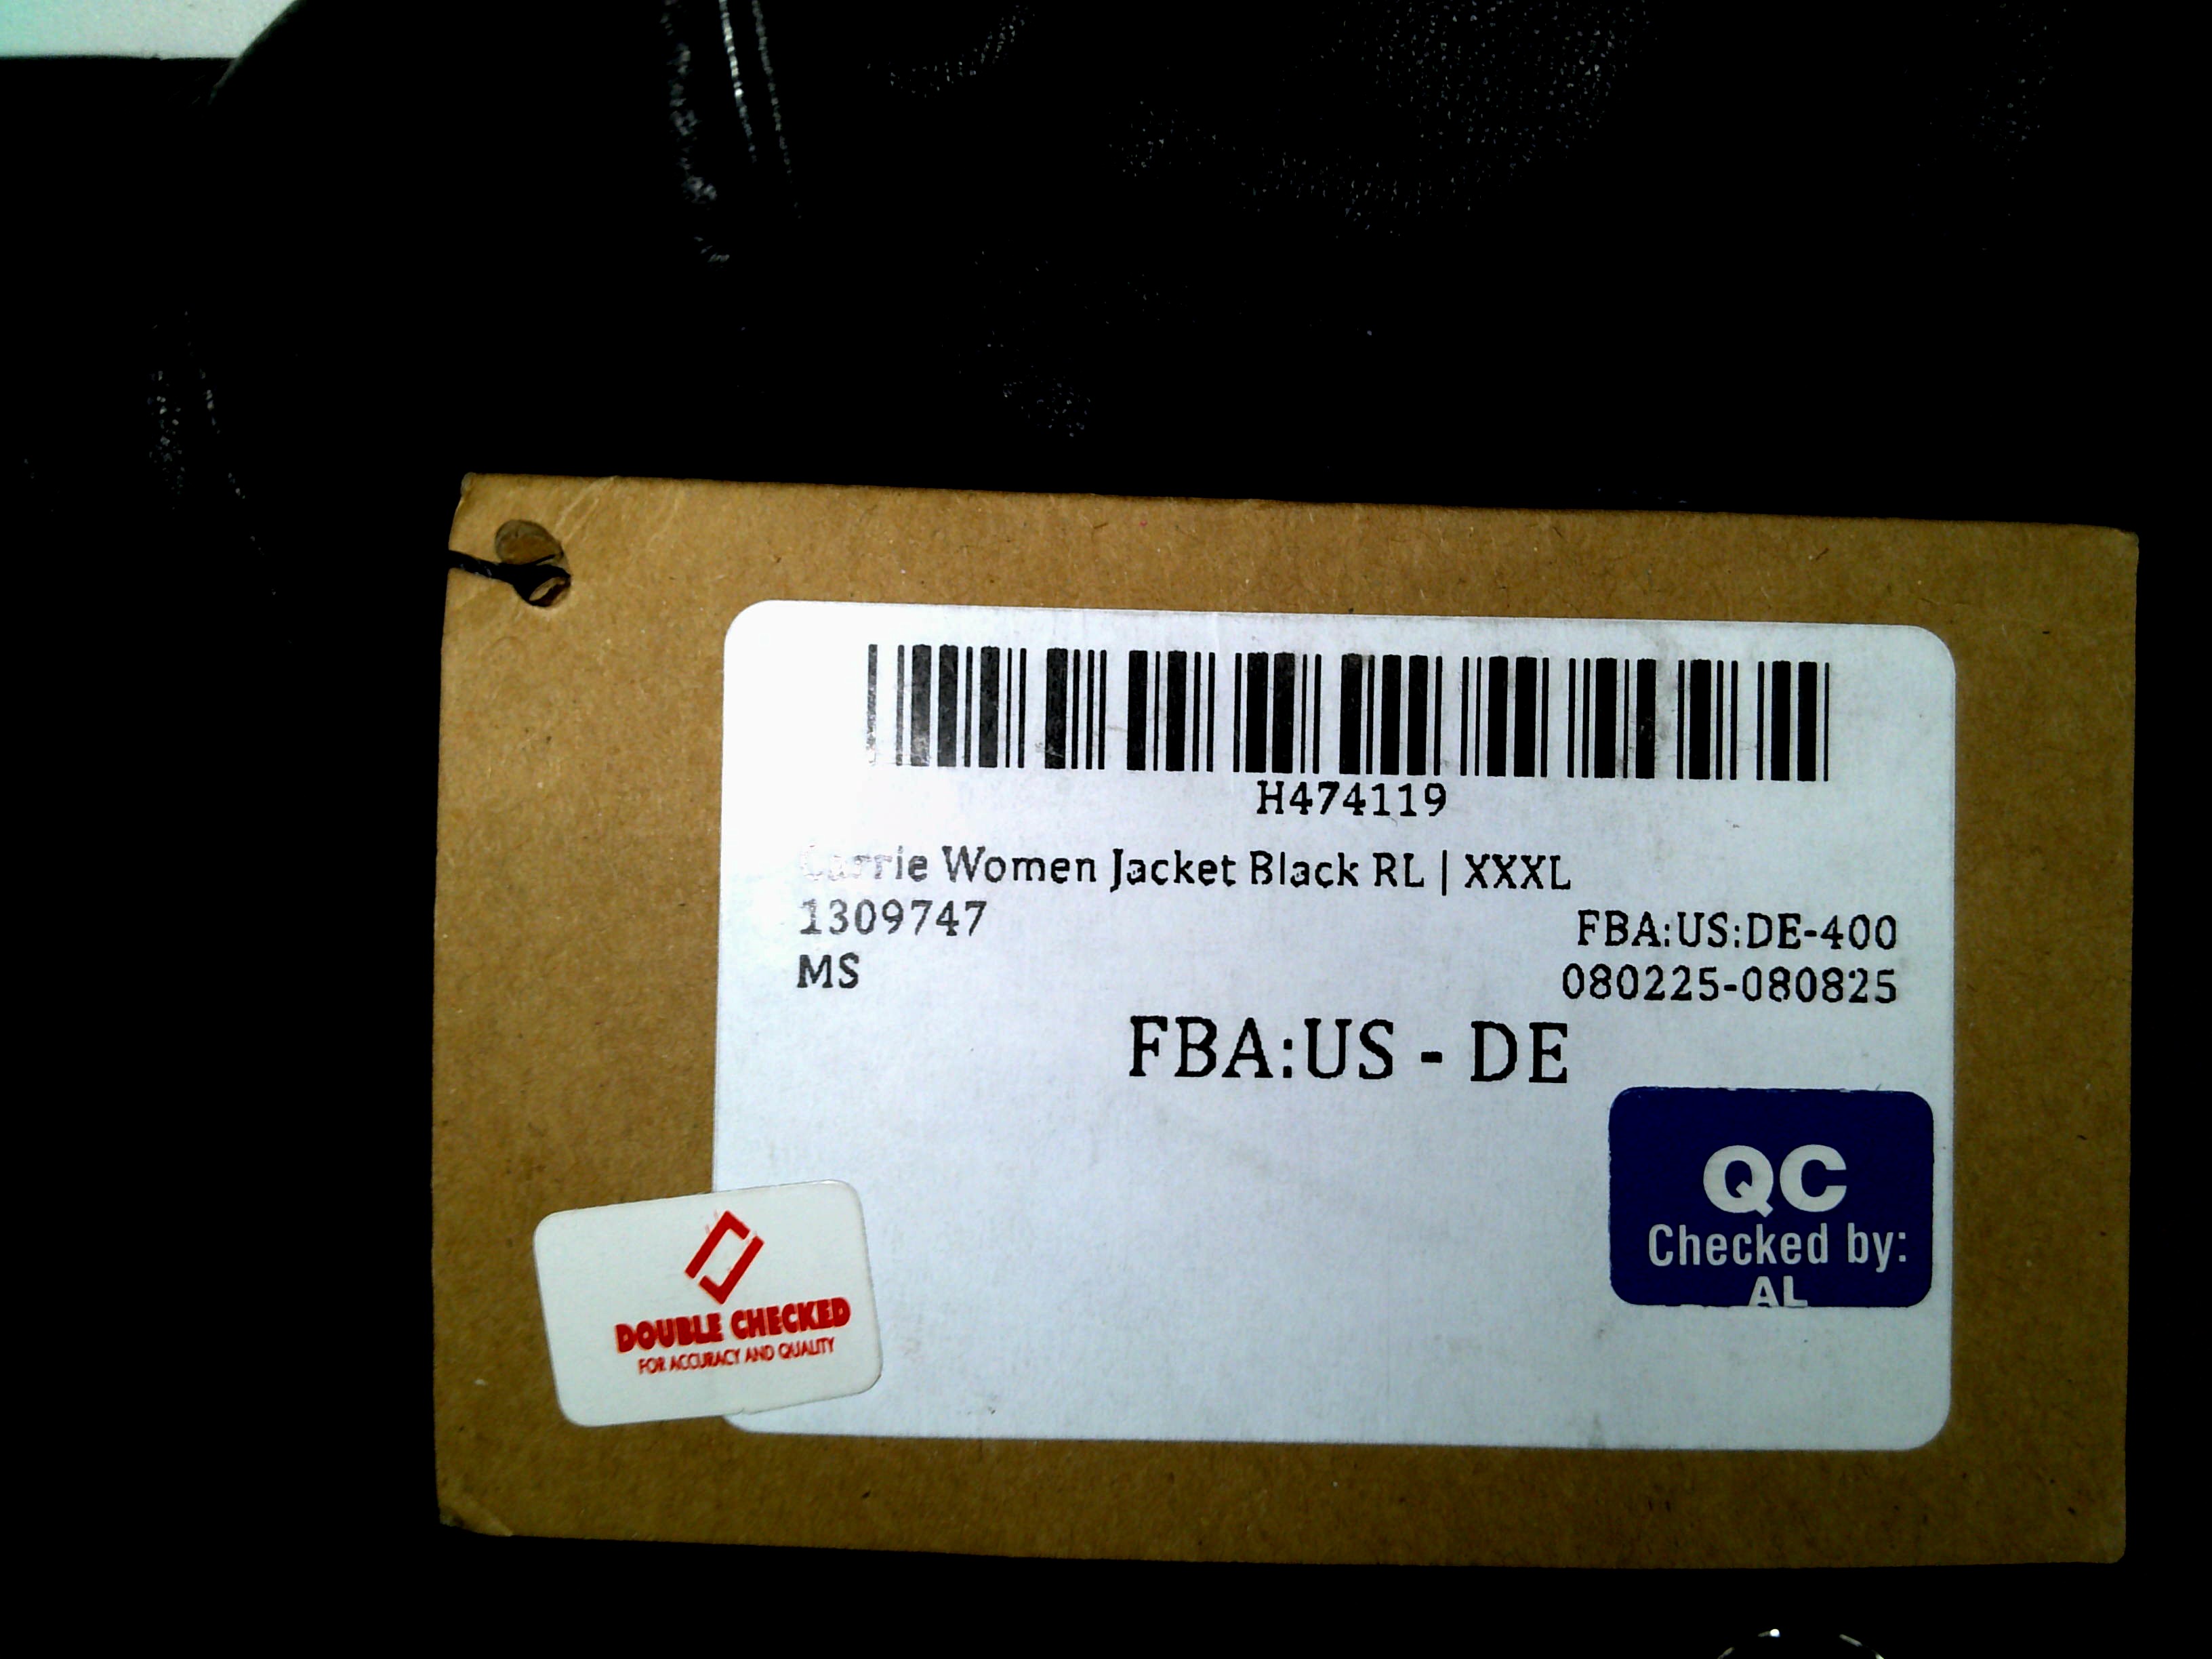 H474119
Carrie Women Jacket Black RL | XXXL
1309747
FBA:US:DE-400
MS
080225-080825
FBA:US - DE
QC
Checked by:
AL
DOUBLE CHECKED
FOR ACCURACY AND QUALITY